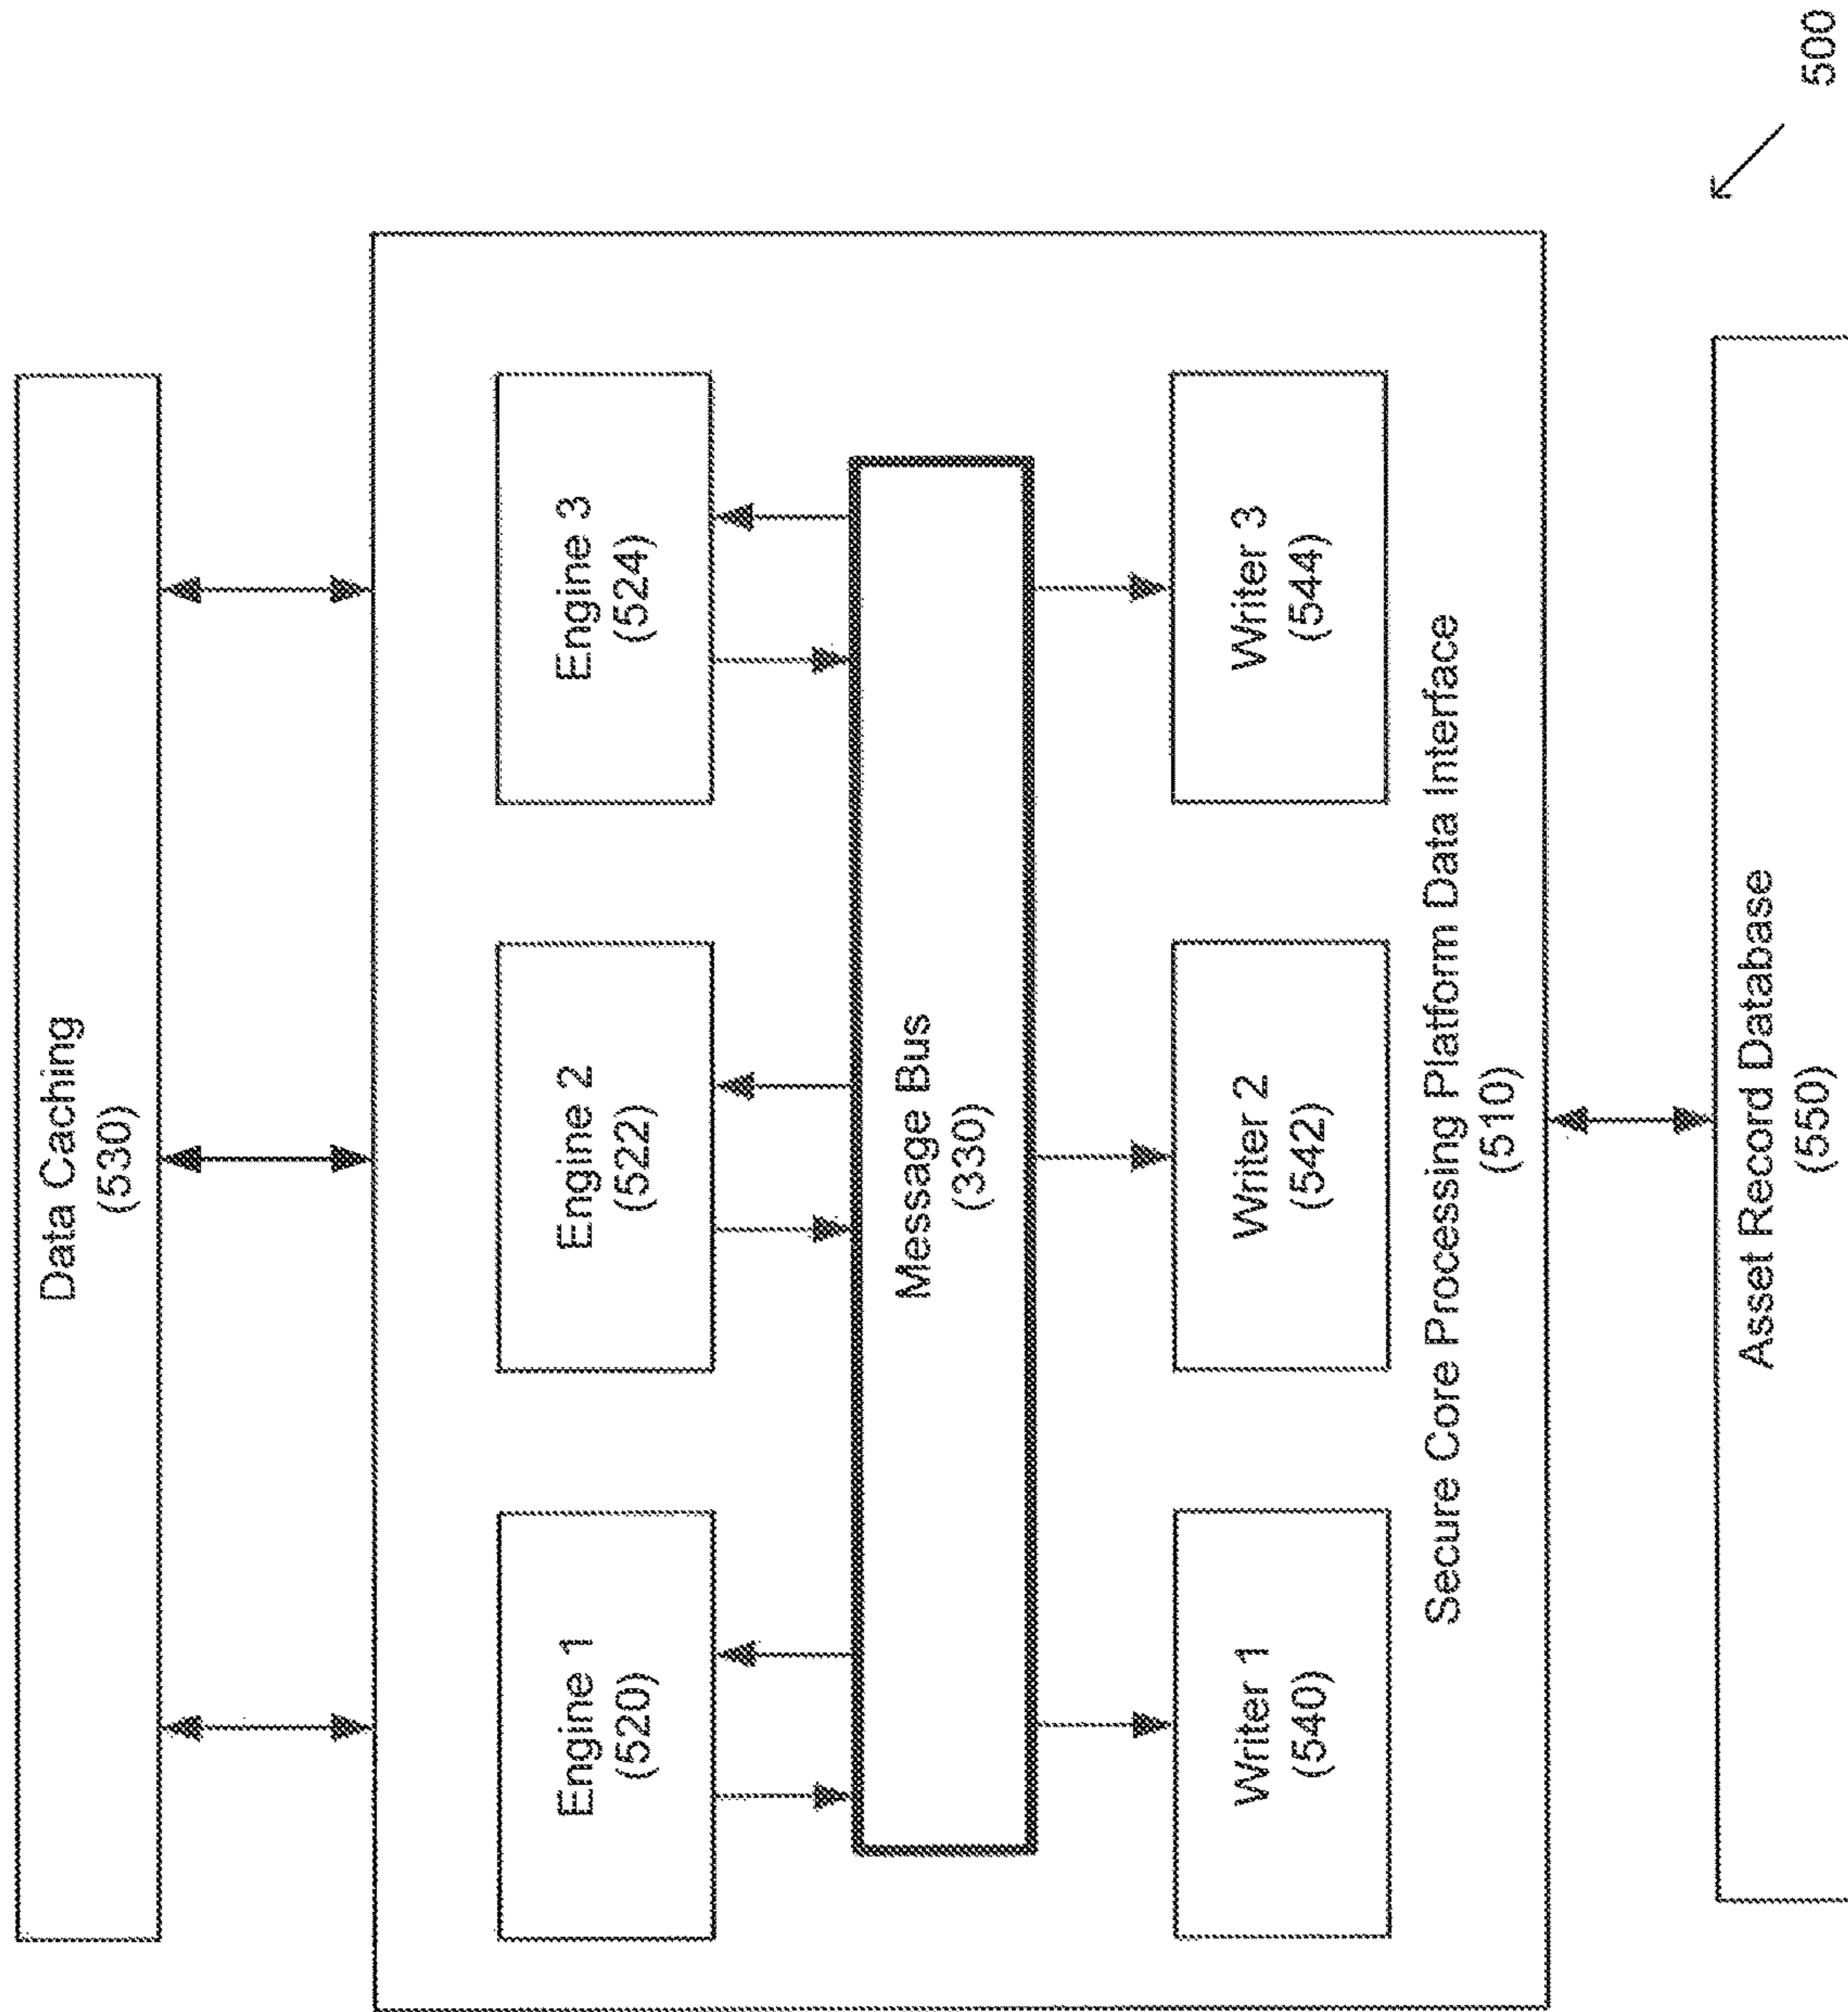 Data Caching
(530)
Engine 1
(520)
Engine 2
(522)
Engine 3
(524)
Message Bus
(330)
Writer 1
(540)
Writer 2
(542)
Writer 3
(544)
Secure Core Processing Platform Data Interface
(510)
Asset Record Database
(550)
500